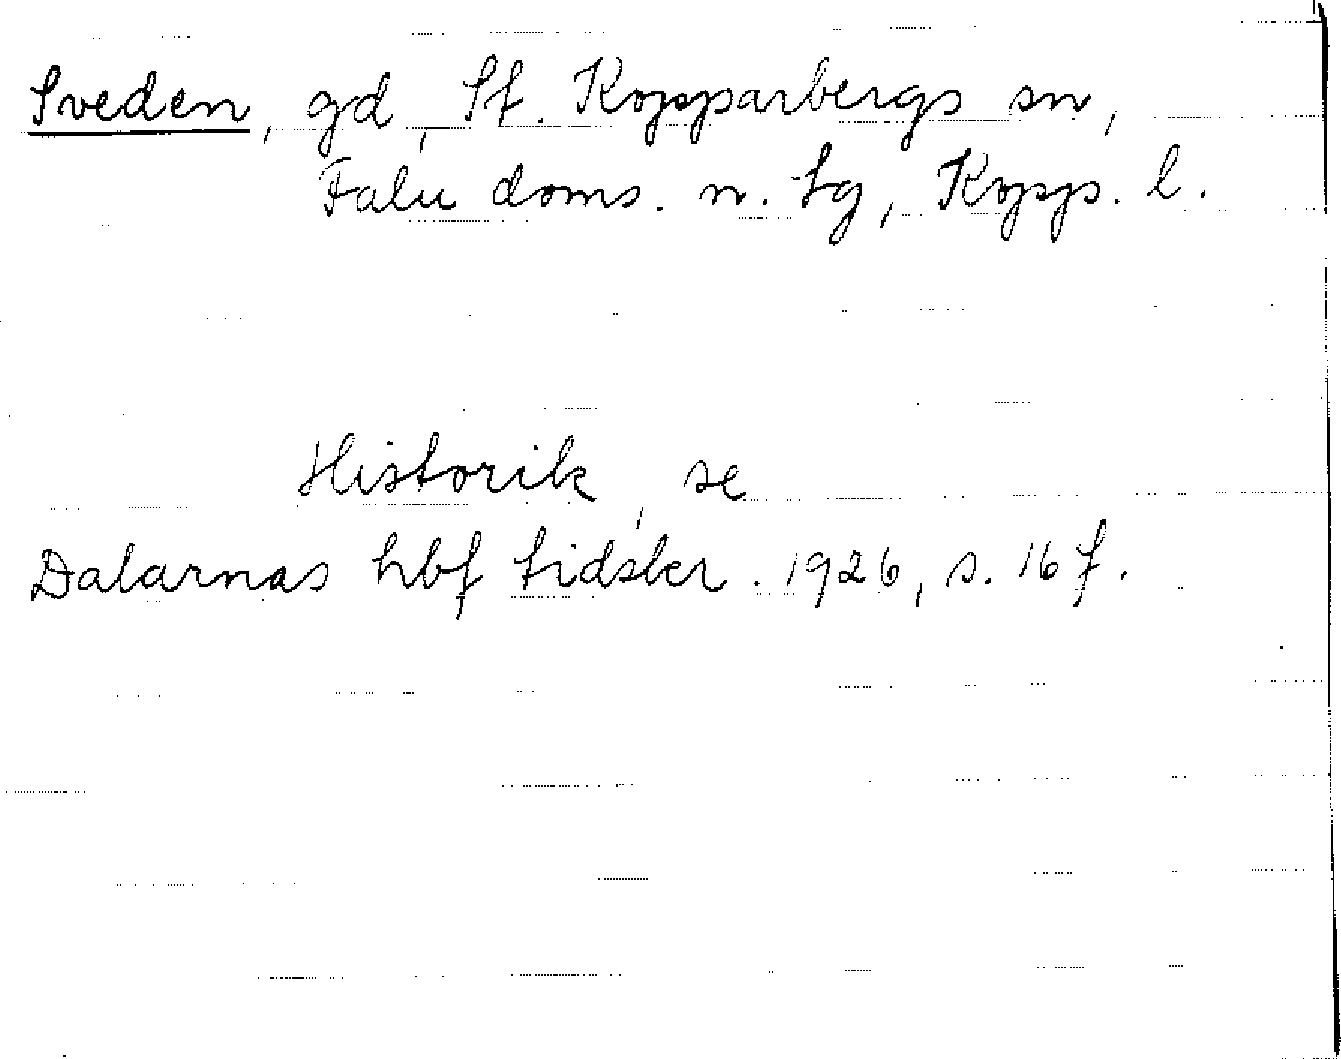 Sveden, gd, St. Kopparbergs sn,
Falu doms. n. tg, Kopp. l.
Historik, se
Dalarnas hbf tidskr. 1926, s. 16 f.